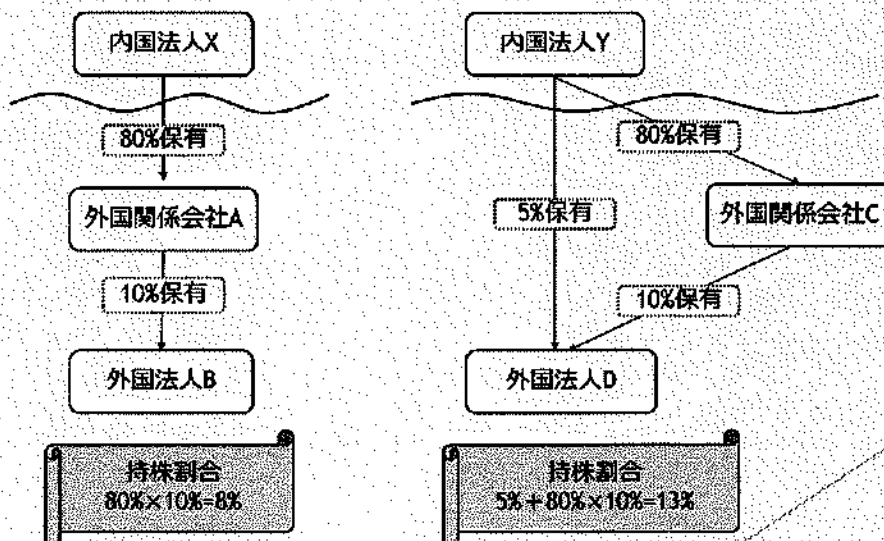 内国法人X
80%保有
外国関係会社A
10%保有
外国法人B
持株割合
80%×10%=8%
内国法人Y
80%保有
5%保有
外国関係会社C
10%保有
外国法人D
持株割合
5%+80%×10%=13%